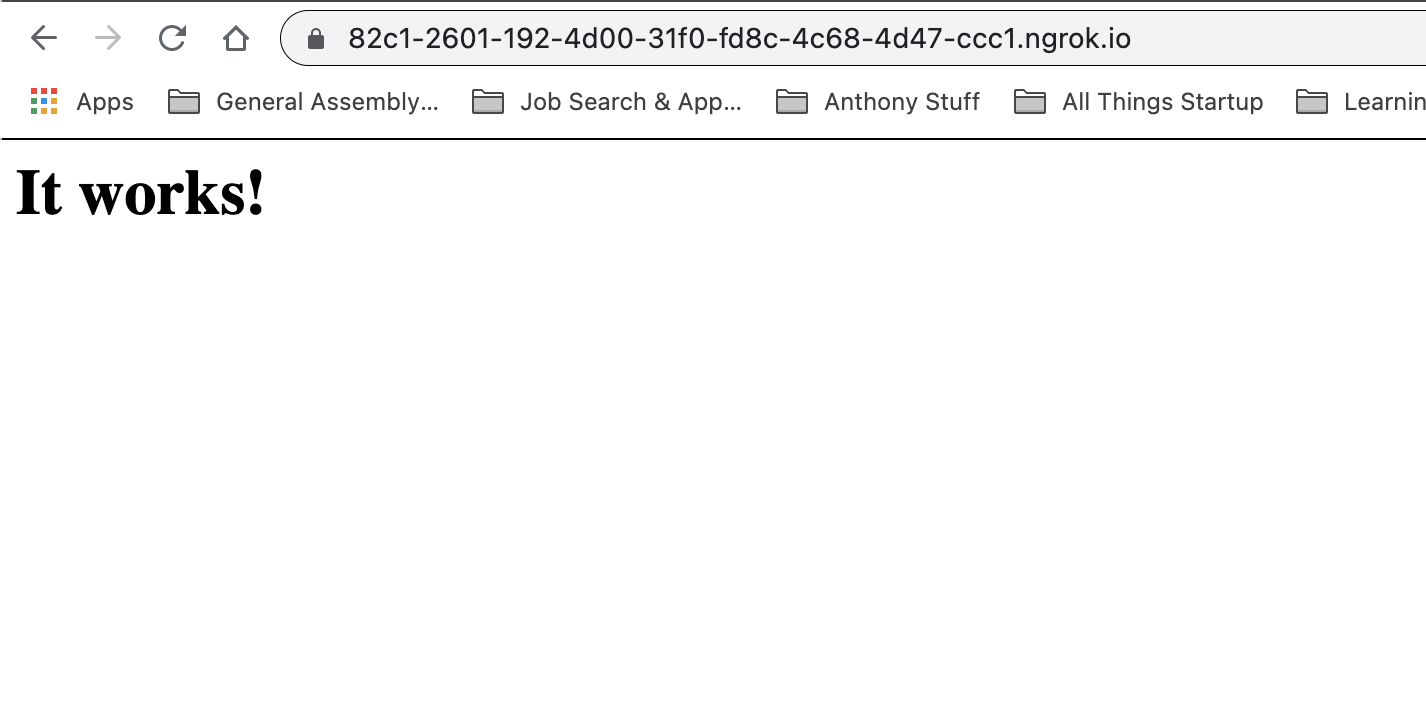 82c1-2601-192-4d00-31f0-fd8c-4c68-4d47-ccc1.ngrok.io
Apps General Assembly... Job Search & App... Anthony Stuff All Things Startup Learnin
It works!